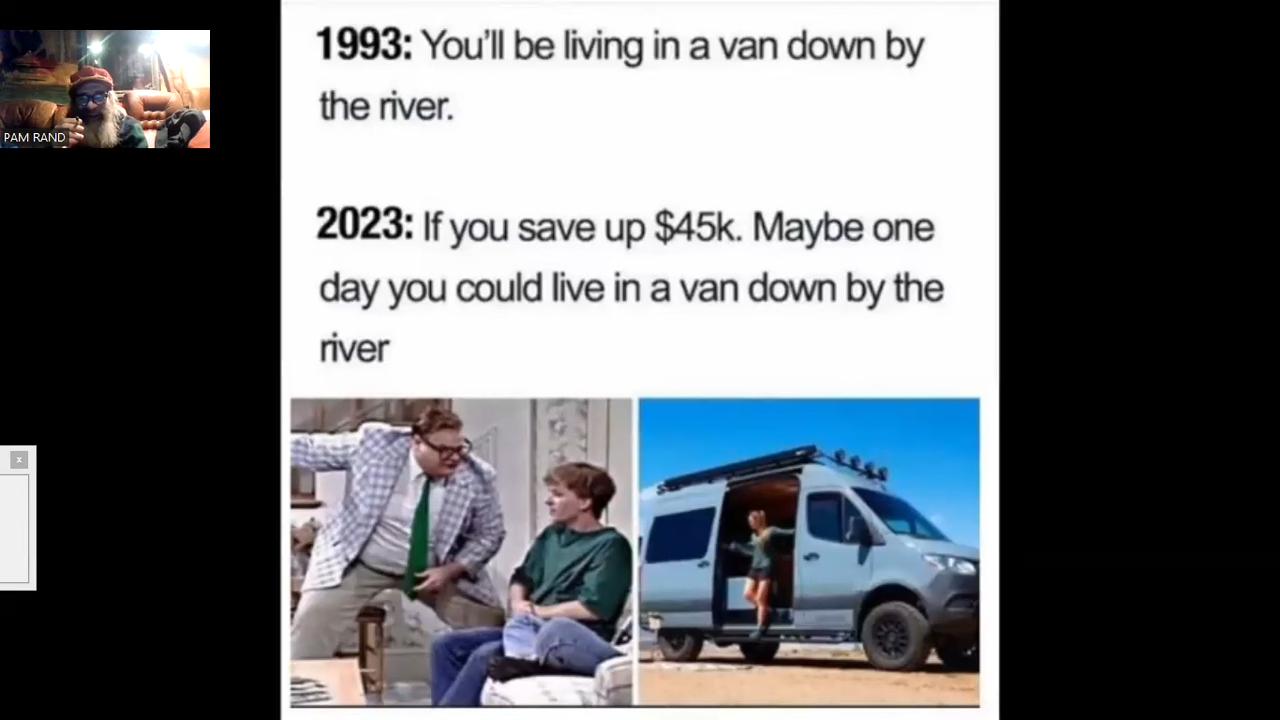 1993: You'll be living in a van down by
the river.
2023: If you save up $45k. Maybe one
day you could live in a van down by the
river
PAM RAND
x